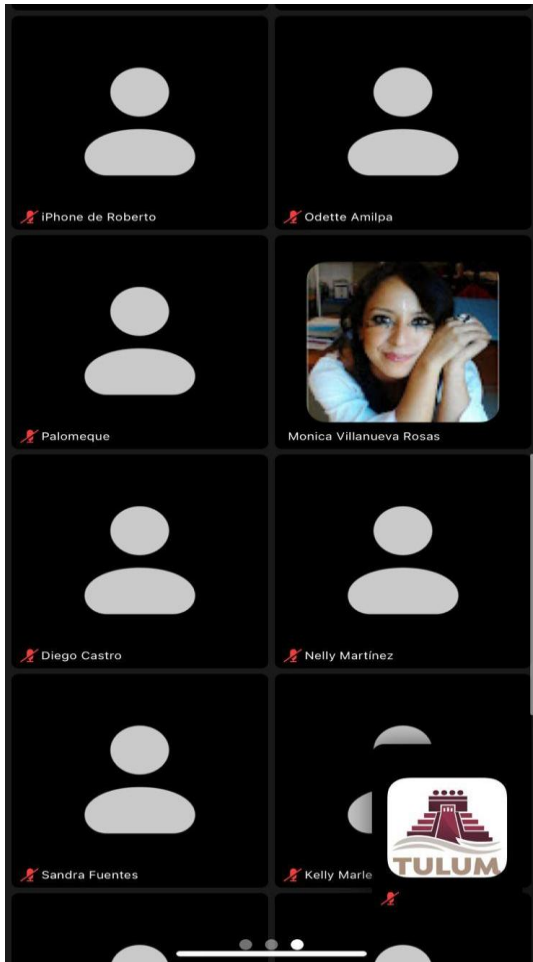 iPhone de Roberto
Odette Amilpa
Palomeque
Monica Villanueva Rosas
Diego Castro
Nelly Martínez
Sandra Fuentes
Kelly Marle
TULUM